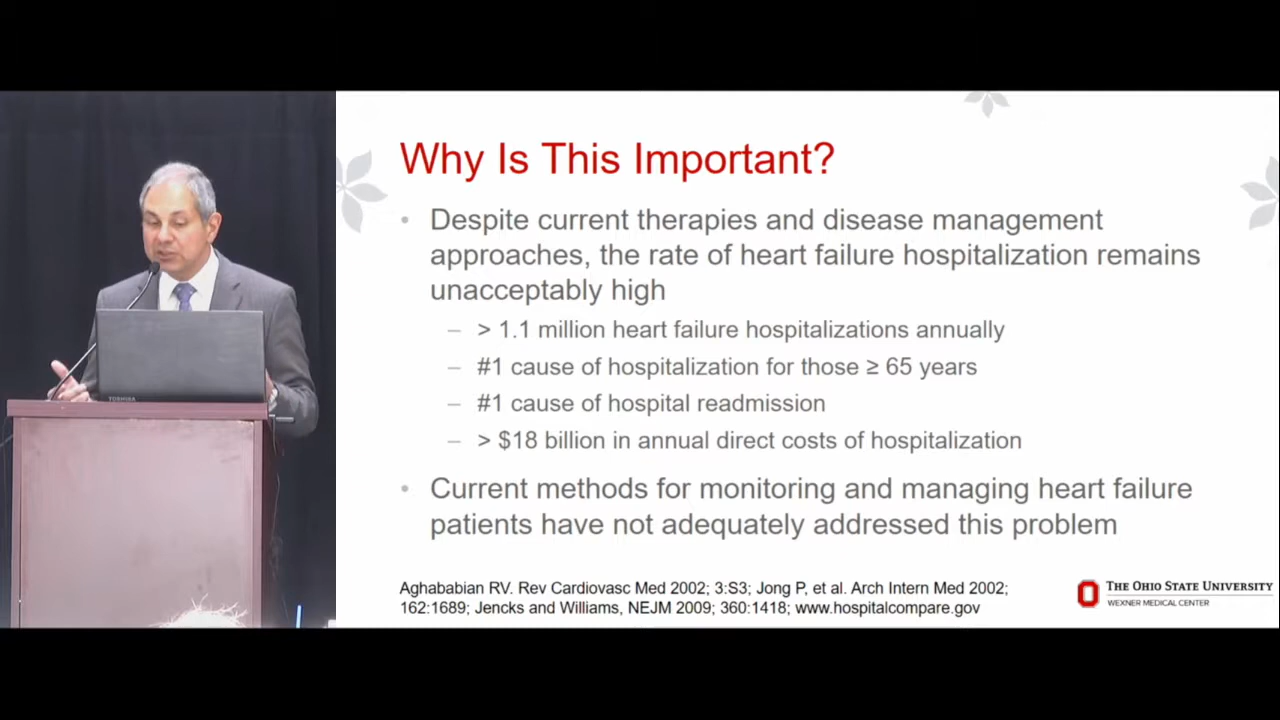 Why Is This Important?
• Despite current therapies and disease management
approaches, the rate of heart failure hospitalization remains
unacceptably high
– > 1.1 million heart failure hospitalizations annually
– #1 cause of hospitalization for those ≥ 65 years
– #1 cause of hospital readmission
– > $18 billion in annual direct costs of hospitalization
• Current methods for monitoring and managing heart failure
patients have not adequately addressed this problem
Aghababian RV. Rev Cardiovasc Med 2002; 3:S3; Jong P, et al. Arch Intern Med 2002;
162:1689; Jencks and Williams, NEJM 2009; 360:1418; www.hospitalcompare.gov
THE OHIO STATE UNIVERSITY
WEXNER MEDICAL CENTER
TOSHIBA